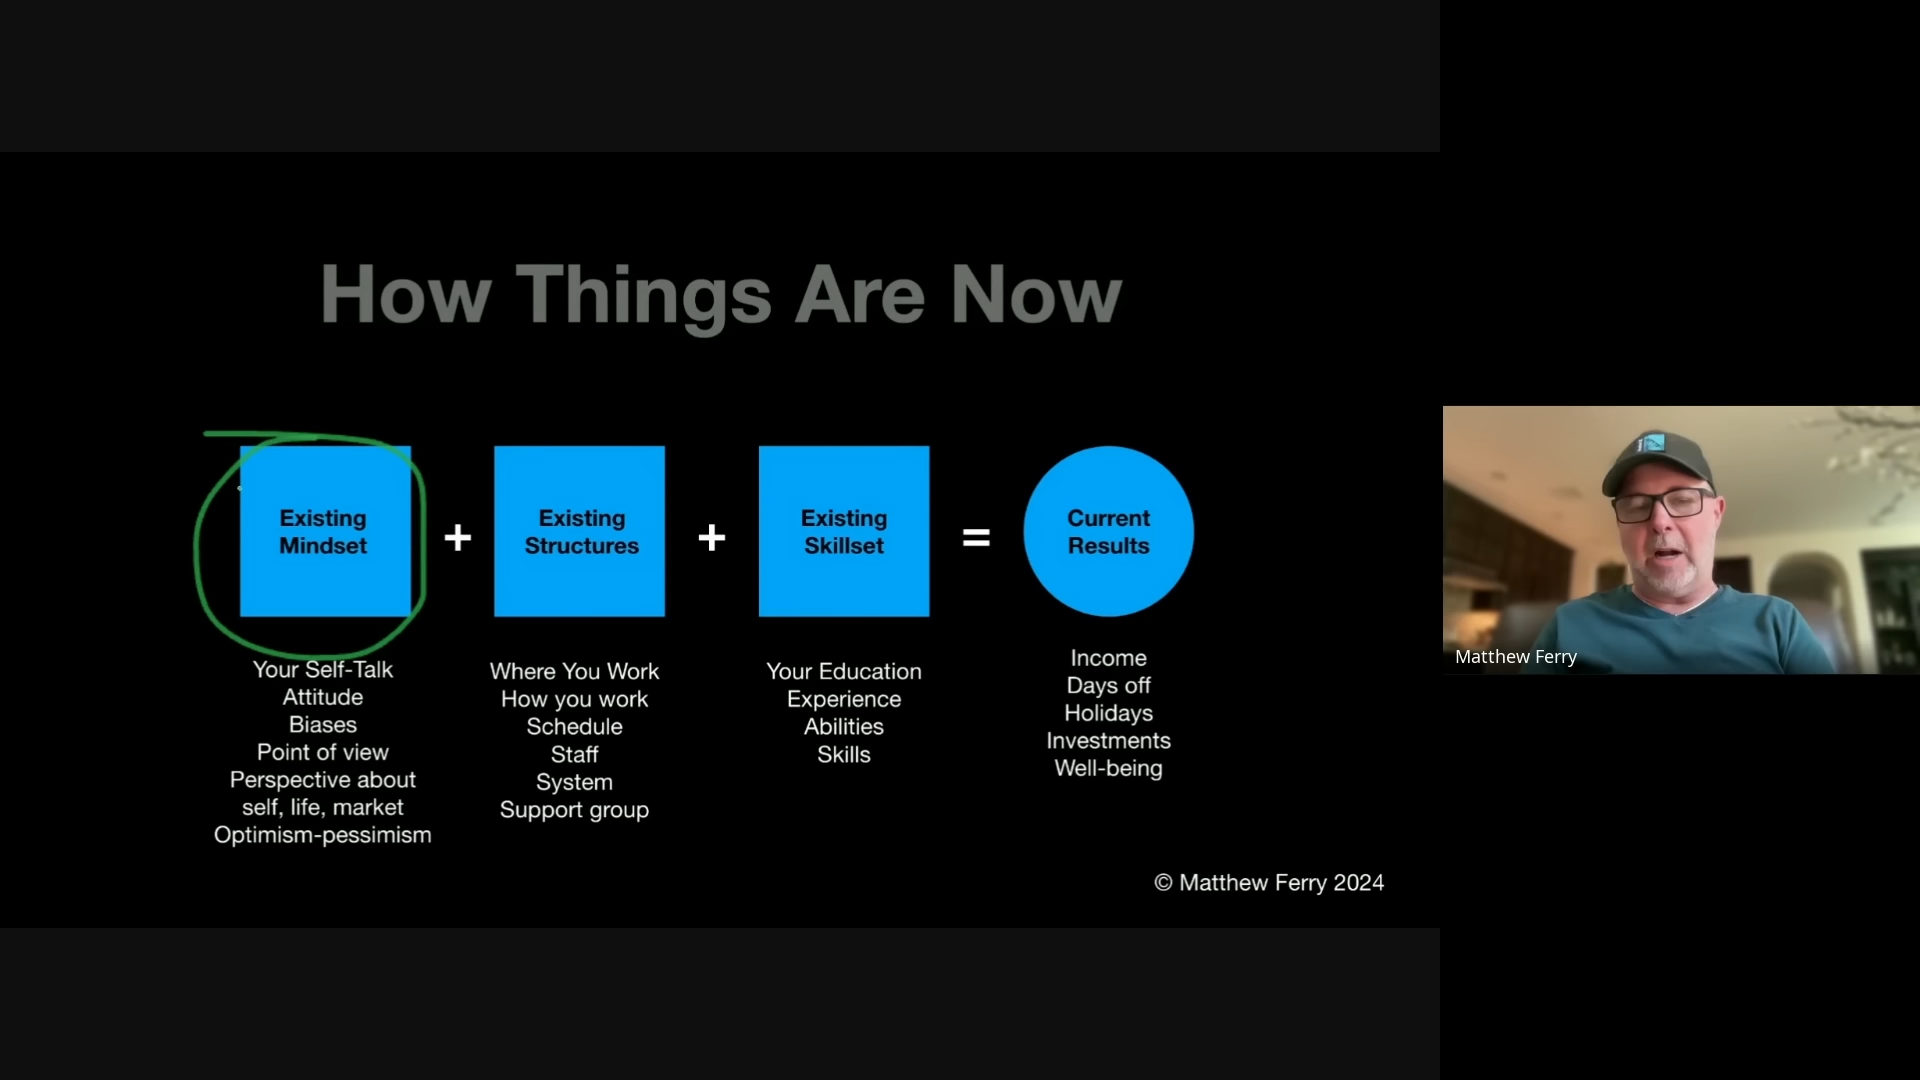 How Things Are Now
Existing
Mindset
+
Existing
Structures
+
Existing
Skillset
=
Current
Results
Your Self-Talk
Attitude
Biases
Point of view
Perspective about
self, life, market
Optimism-pessimism
Where You Work
How you work
Schedule
Staff
System
Support group
Your Education
Experience
Abilities
Skills
Income
Days off
Holidays
Investments
Well-being
© Matthew Ferry 2024
Matthew Ferry